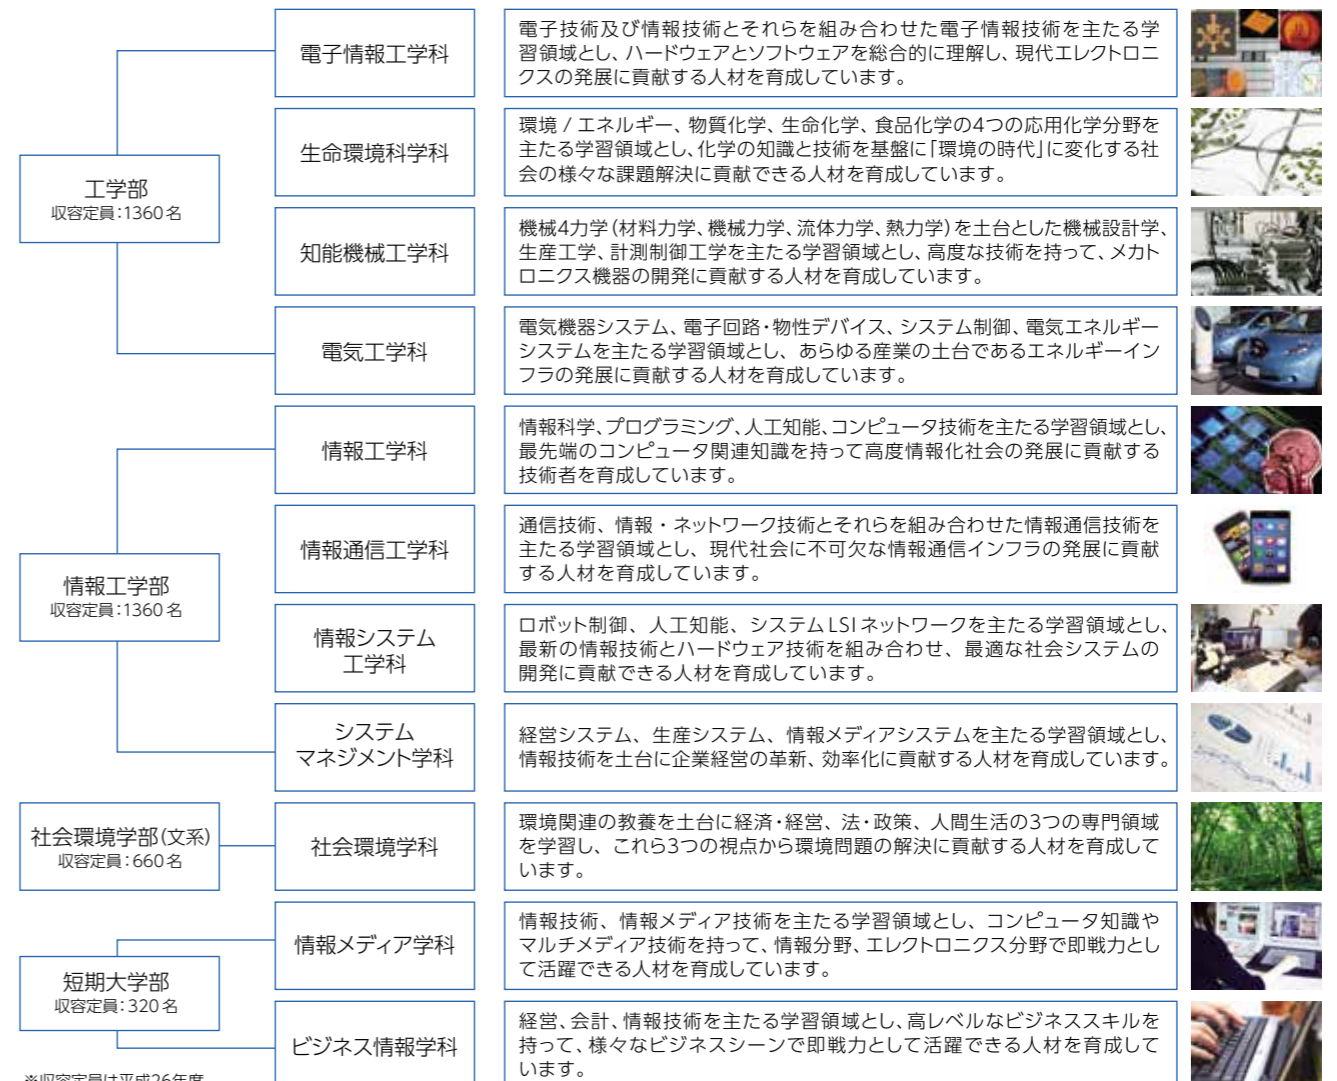 工学部
収容定員：1360名
電子情報工学科
電子技術及び情報技術とそれらを組み合わせた電子情報技術を主たる学
習領域とし、ハードウェアとソフトウェアを総合的に理解し、現代エレクトロニ
クスの発展に貢献する人材を育成しています。
生命環境科学科
環境 / エネルギー、物質化学、生命化学、食品化学の4つの応用化学分野を
主たる学習領域とし、化学の知識と技術を基盤に「環境の時代」に変化する社
会の様々な課題解決に貢献できる人材を育成しています。
知能機械工学科
機械4力学（材料力学、機械力学、流体力学、熱力学）を土台とした機械設計学、
生産工学、計測制御工学を主たる学習領域とし、高度な技術を持って、メカト
ロニクス機器の開発に貢献する人材を育成しています。
電気工学科
電気機器システム、電子回路・物性デバイス、システム制御、電気エネルギー
システムを主たる学習領域とし、あらゆる産業の土台であるエネルギーイン
フラの発展に貢献する人材を育成しています。
情報工学部
収容定員：1360名
情報工学科
情報科学、プログラミング、人工知能、コンピュータ技術を主たる学習領域とし、
最先端のコンピュータ関連知識を持って高度情報化社会の発展に貢献する
技術者を育成しています。
情報通信工学科
通信技術、情報・ネットワーク技術とそれらを組み合わせた情報通信技術を
主たる学習領域とし、現代社会に不可欠な情報通信インフラの発展に貢献
する人材を育成しています。
情報システム
工学科
ロボット制御、人工知能、システムLSIネットワークを主たる学習領域とし、
最新の情報技術とハードウェア技術を組み合わせ、最適な社会システムの
開発に貢献できる人材を育成しています。
システム
マネジメント学科
経営システム、生産システム、情報メディアシステムを主たる学習領域とし、
情報技術を土台に企業経営の革新、効率化に貢献する人材を育成しています。
社会環境学部（文系）
収容定員：660名
社会環境学科
環境関連の教養を土台に経済・経営、法・政策、人間生活の3つの専門領域
を学習し、これら3つの視点から環境問題の解決に貢献する人材を育成して
います。
短期大学部
収容定員：320名
情報メディア学科
情報技術、情報メディア技術を主たる学習領域とし、コンピュータ知識や
マルチメディア技術を持って、情報分野、エレクトロニクス分野で即戦力とし
て活躍できる人材を育成しています。
ビジネス情報学科
経営、会計、情報技術を主たる学習領域とし、高レベルなビジネススキルを
持って、様々なビジネスシーンで即戦力として活躍できる人材を育成して
います。
※収容定員は平成26年度